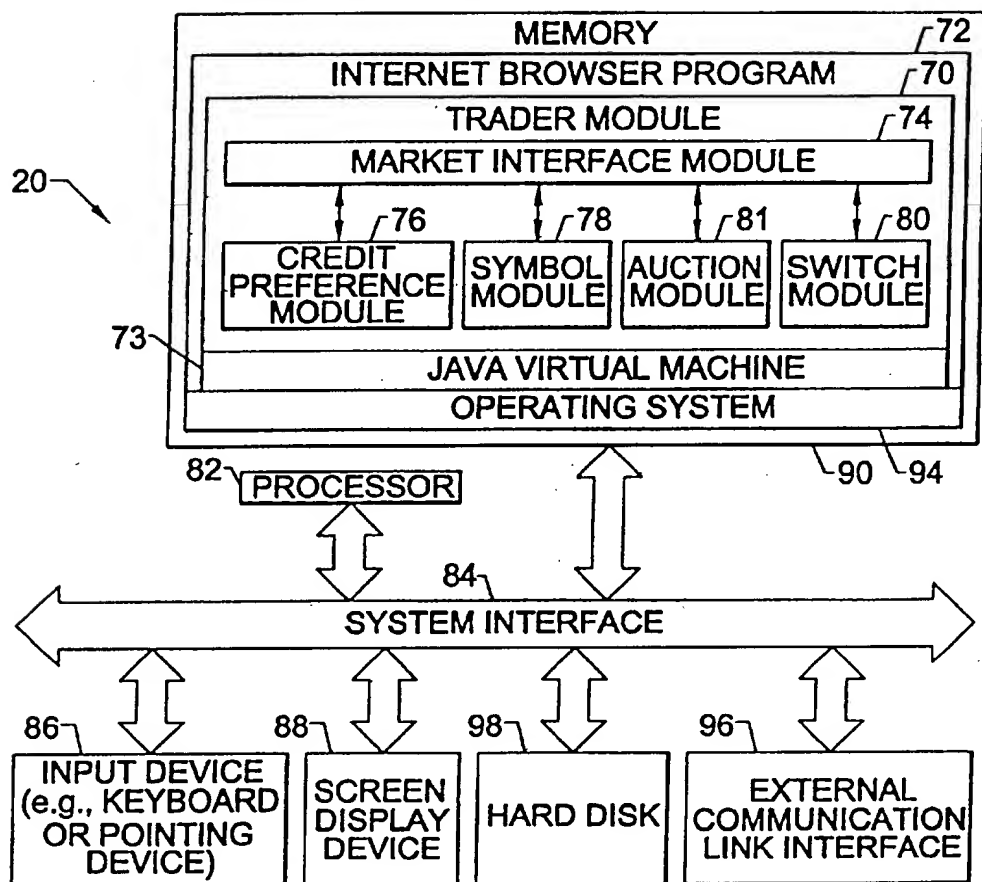 MEMORY
72
INTERNET BROWSER PROGRAM
70
TRADER MODULE
74
MARKET INTERFACE MODULE
20
76
78
81
80
CREDIT
PREFERENCE
MODULE
SYMBOL
MODULE
AUCTION
MODULE
SWITCH
MODULE
73
JAVA VIRTUAL MACHINE
OPERATING SYSTEM
82
PROCESSOR
90
94
84
SYSTEM INTERFACE
86
88
98
96
INPUT DEVICE
(e.g., KEYBOARD
OR POINTING
DEVICE)
SCREEN
DISPLAY
DEVICE
HARD DISK
EXTERNAL
COMMUNICATION
LINK INTERFACE